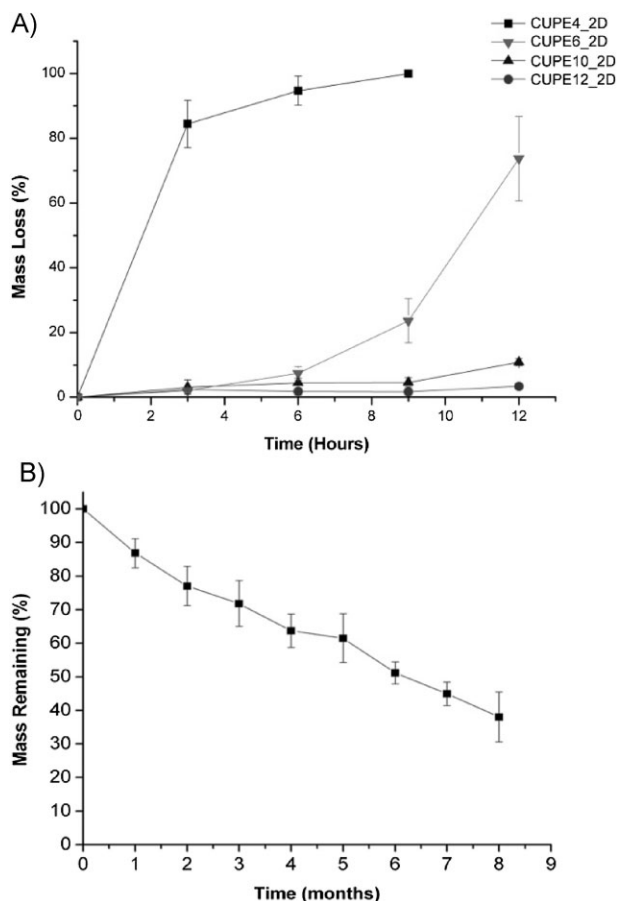 A)
CUPE4_2D
CUPE6_2D
CUPE10_2D
CUPE12_2D
100
80
60
40
20
0
Mass Loss (%)
0 2 4 6 8 10 12
Time (Hours)
B)
100
90
80
70
60
50
40
30
20
10
0
Mass Remaining (%)
0 1 2 3 4 5 6 7 8 9
Time (months)